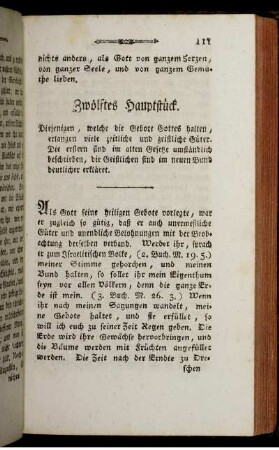 117
nichts anders, als Gott von ganzem Herzen,
von ganzer Seele, und von ganzem Gemü-
the lieben.
Zwölftes Hauptstück.
Diejenigen, welche die Gebote Gottes halten,
erlangen viele zeitliche und geistliche Güter.
Die erstern sind im alten Gesetze umständlich
beschrieben, die Geistlichen sind im neuen Bund
deutlicher erkläret.
Als Gott seine heiligen Gebote vorlegte, war
er zugleich so gütig, daß er auch unermeßliche
Güter und unendliche Belohnungen mit der Beo-
bachtung derselben verband. Werdet ihr, sprach
er zum Israelitischen Volke, (2. Buch. M. 19. 5.)
meiner Stimme gehorchen, und meinen
Bund halten, so sollet ihr mein Eigenthum
seyn vor allen Völkern, denn die ganze Er-
de ist mein. (3. Buch. M. 26. 3.) Wenn
ihr nach meinen Satzungen wandelt, mei-
ne Gebote haltet, und sie erfüllet, so
will ich euch zu seiner Zeit Regen geben. Die
Erde wird ihre Gewächse hervorbringen, und
die Bäume werden mit Früchten angefüllet
werden. Die Zeit nach der Erndte zu Dre-
schen